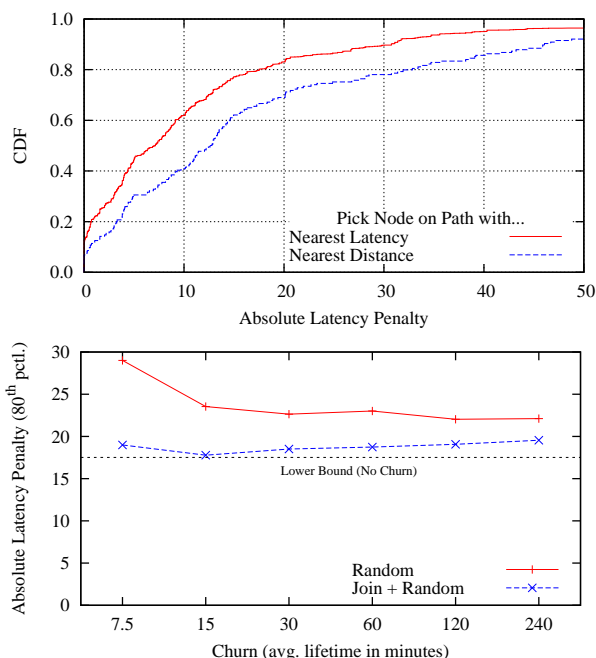 1.0
0.8
0.6
0.4
0.2
0.0
CDF
Pick Node on Path with...
Nearest Latency
Nearest Distance
0 10 20 30 40 50
Absolute Latency Penalty
30
25
20
15
10
5
0
Absolute Latency Penalty (80th pctl.)
Lower Bound (No Churn)
Random
Join + Random
7.5 15 30 60 120 240
Churn (avg. lifetime in minutes)